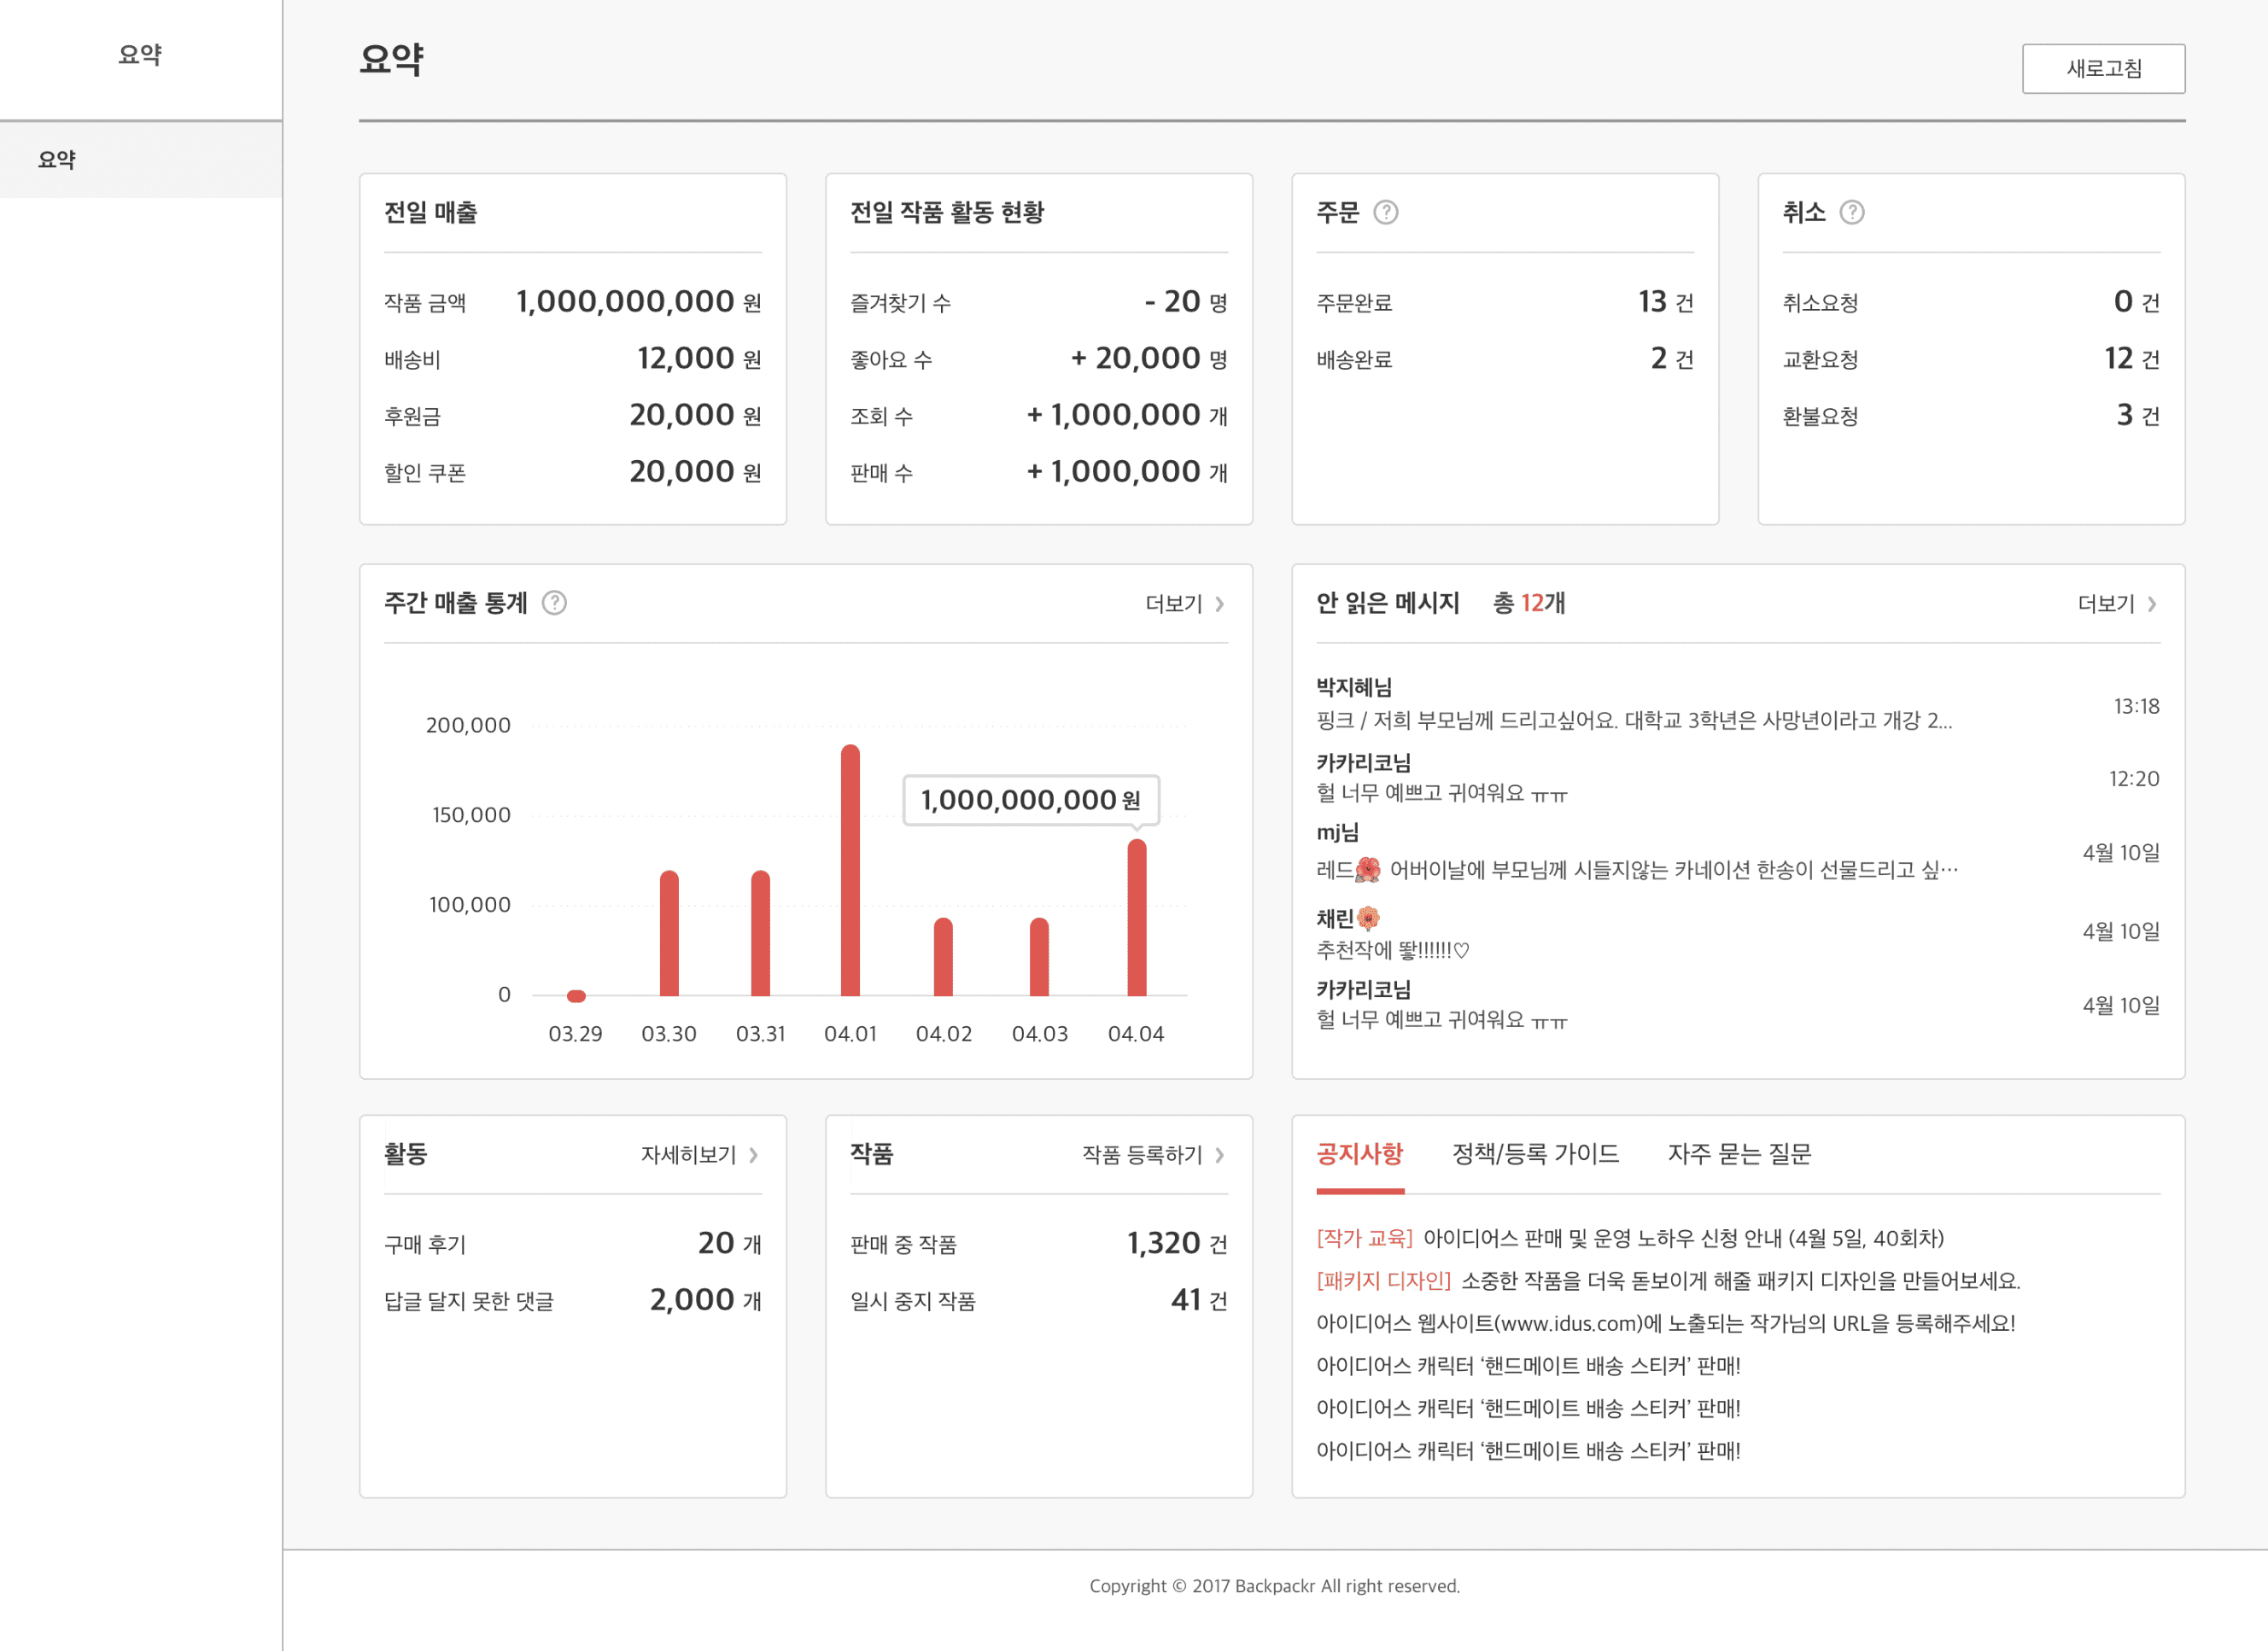 요약
요약
요약
새로고침
전일 매출
작품 금액 1,000,000,000 원
배송비 12,000 원
후원금 20,000 원
할인 쿠폰 20,000 원
전일 작품 활동 현황
즐겨찾기 수 - 20 명
좋아요 수 + 20,000 명
조회 수 + 1,000,000 개
판매 수 + 1,000,000 개
주문 ?
주문완료 13 건
배송완료 2 건
취소 ?
취소요청 0 건
교환요청 12 건
환불요청 3 건
주간 매출 통계 ? 더보기
200,000
150,000
100,000
0
1,000,000,000 원
03.29 03.30 03.31 04.01 04.02 04.03 04.04
안 읽은 메시지 총 12개 더보기
박지혜님
핑크 / 저희 부모님께 드리고싶어요. 대학교 3학년은 사망년이라고 개강 2...
13:18
카카리코님
헐 너무 예쁘고 귀여워요 ㅠㅠ
12:20
mj님
레드🌺 어버이날에 부모님께 시들지않는 카네이션 한송이 선물드리고 싶…
4월 10일
채린🌼
추천작에 뙇!!!!!!♡
4월 10일
카카리코님
헐 너무 예쁘고 귀여워요 ㅠㅠ
4월 10일
활동 자세히보기
구매 후기 20 개
답글 달지 못한 댓글 2,000 개
작품 작품 등록하기
판매 중 작품 1,320 건
일시 중지 작품 41 건
공지사항 정책/등록 가이드 자주 묻는 질문
[작가 교육] 아이디어스 판매 및 운영 노하우 신청 안내 (4월 5일, 40회차)
[패키지 디자인] 소중한 작품을 더욱 돋보이게 해줄 패키지 디자인을 만들어보세요.
아이디어스 웹사이트(www.idus.com)에 노출되는 작가님의 URL을 등록해주세요!
아이디어스 캐릭터 ‘핸드메이트 배송 스티커’ 판매!
아이디어스 캐릭터 ‘핸드메이트 배송 스티커’ 판매!
아이디어스 캐릭터 ‘핸드메이트 배송 스티커’ 판매!
Copyright © 2017 Backpackr All right reserved.